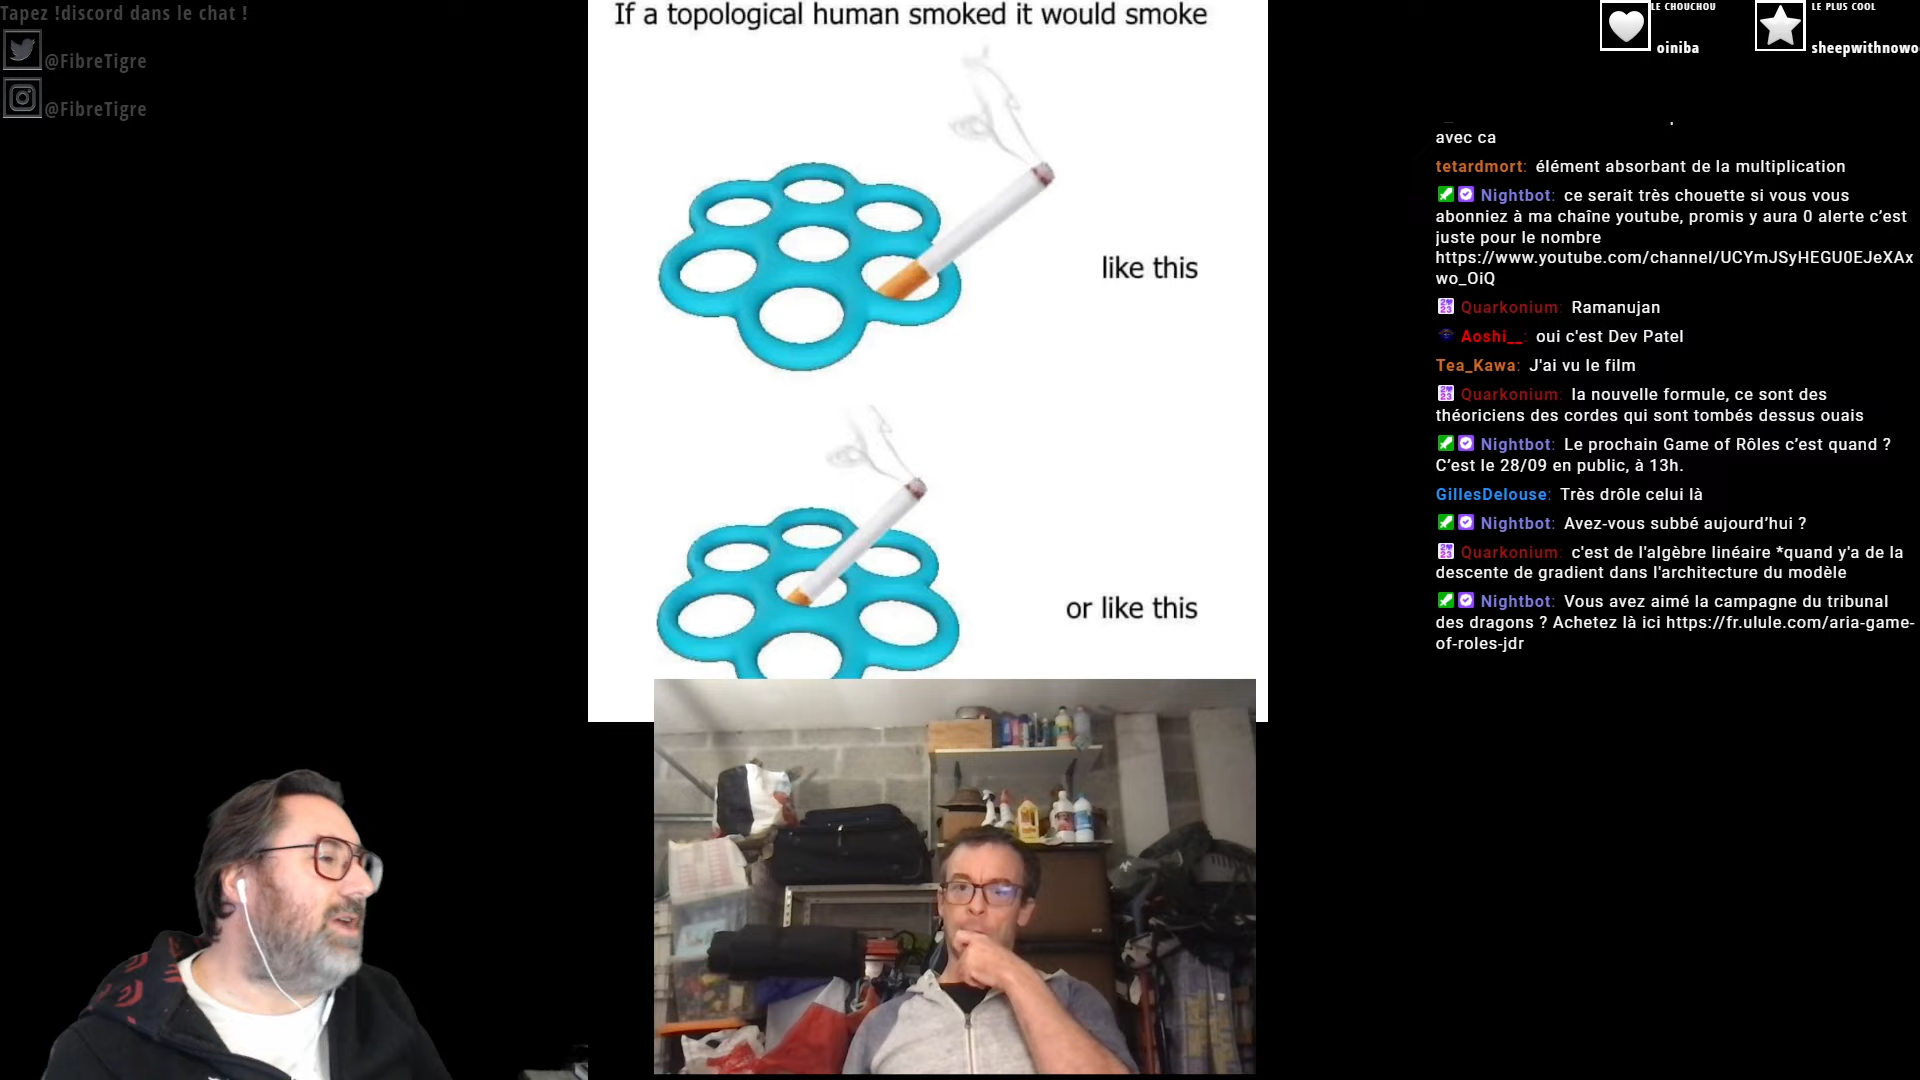 Tapez !discord dans le chat !
@FibreTigre
@FibreTigre
If a topological human smoked it would smoke
like this
or like this
LE CHOUCHOU
oiniba
LE PLUS COOL
sheepwithnowo
avec ca
tetardmort: élément absorbant de la multiplication
Nightbot: ce serait très chouette si vous vous
abonniez à ma chaîne youtube, promis y aura 0 alerte c’est
juste pour le nombre
https://www.youtube.com/channel/UCYmJSyHEGU0EJeXAx
wo_OiQ
Quarkonium: Ramanujan
Aoshi__: oui c'est Dev Patel
Tea_Kawa: J'ai vu le film
Quarkonium: la nouvelle formule, ce sont des
théoriciens des cordes qui sont tombés dessus ouais
Nightbot: Le prochain Game of Rôles c’est quand ?
C’est le 28/09 en public, à 13h.
GillesDelouse: Très drôle celui là
Nightbot: Avez-vous subbé aujourd’hui ?
Quarkonium: c'est de l'algèbre linéaire *quand y'a de la
descente de gradient dans l'architecture du modèle
Nightbot: Vous avez aimé la campagne du tribunal
des dragons ? Achetez là ici https://fr.ulule.com/aria-game-
of-roles-jdr